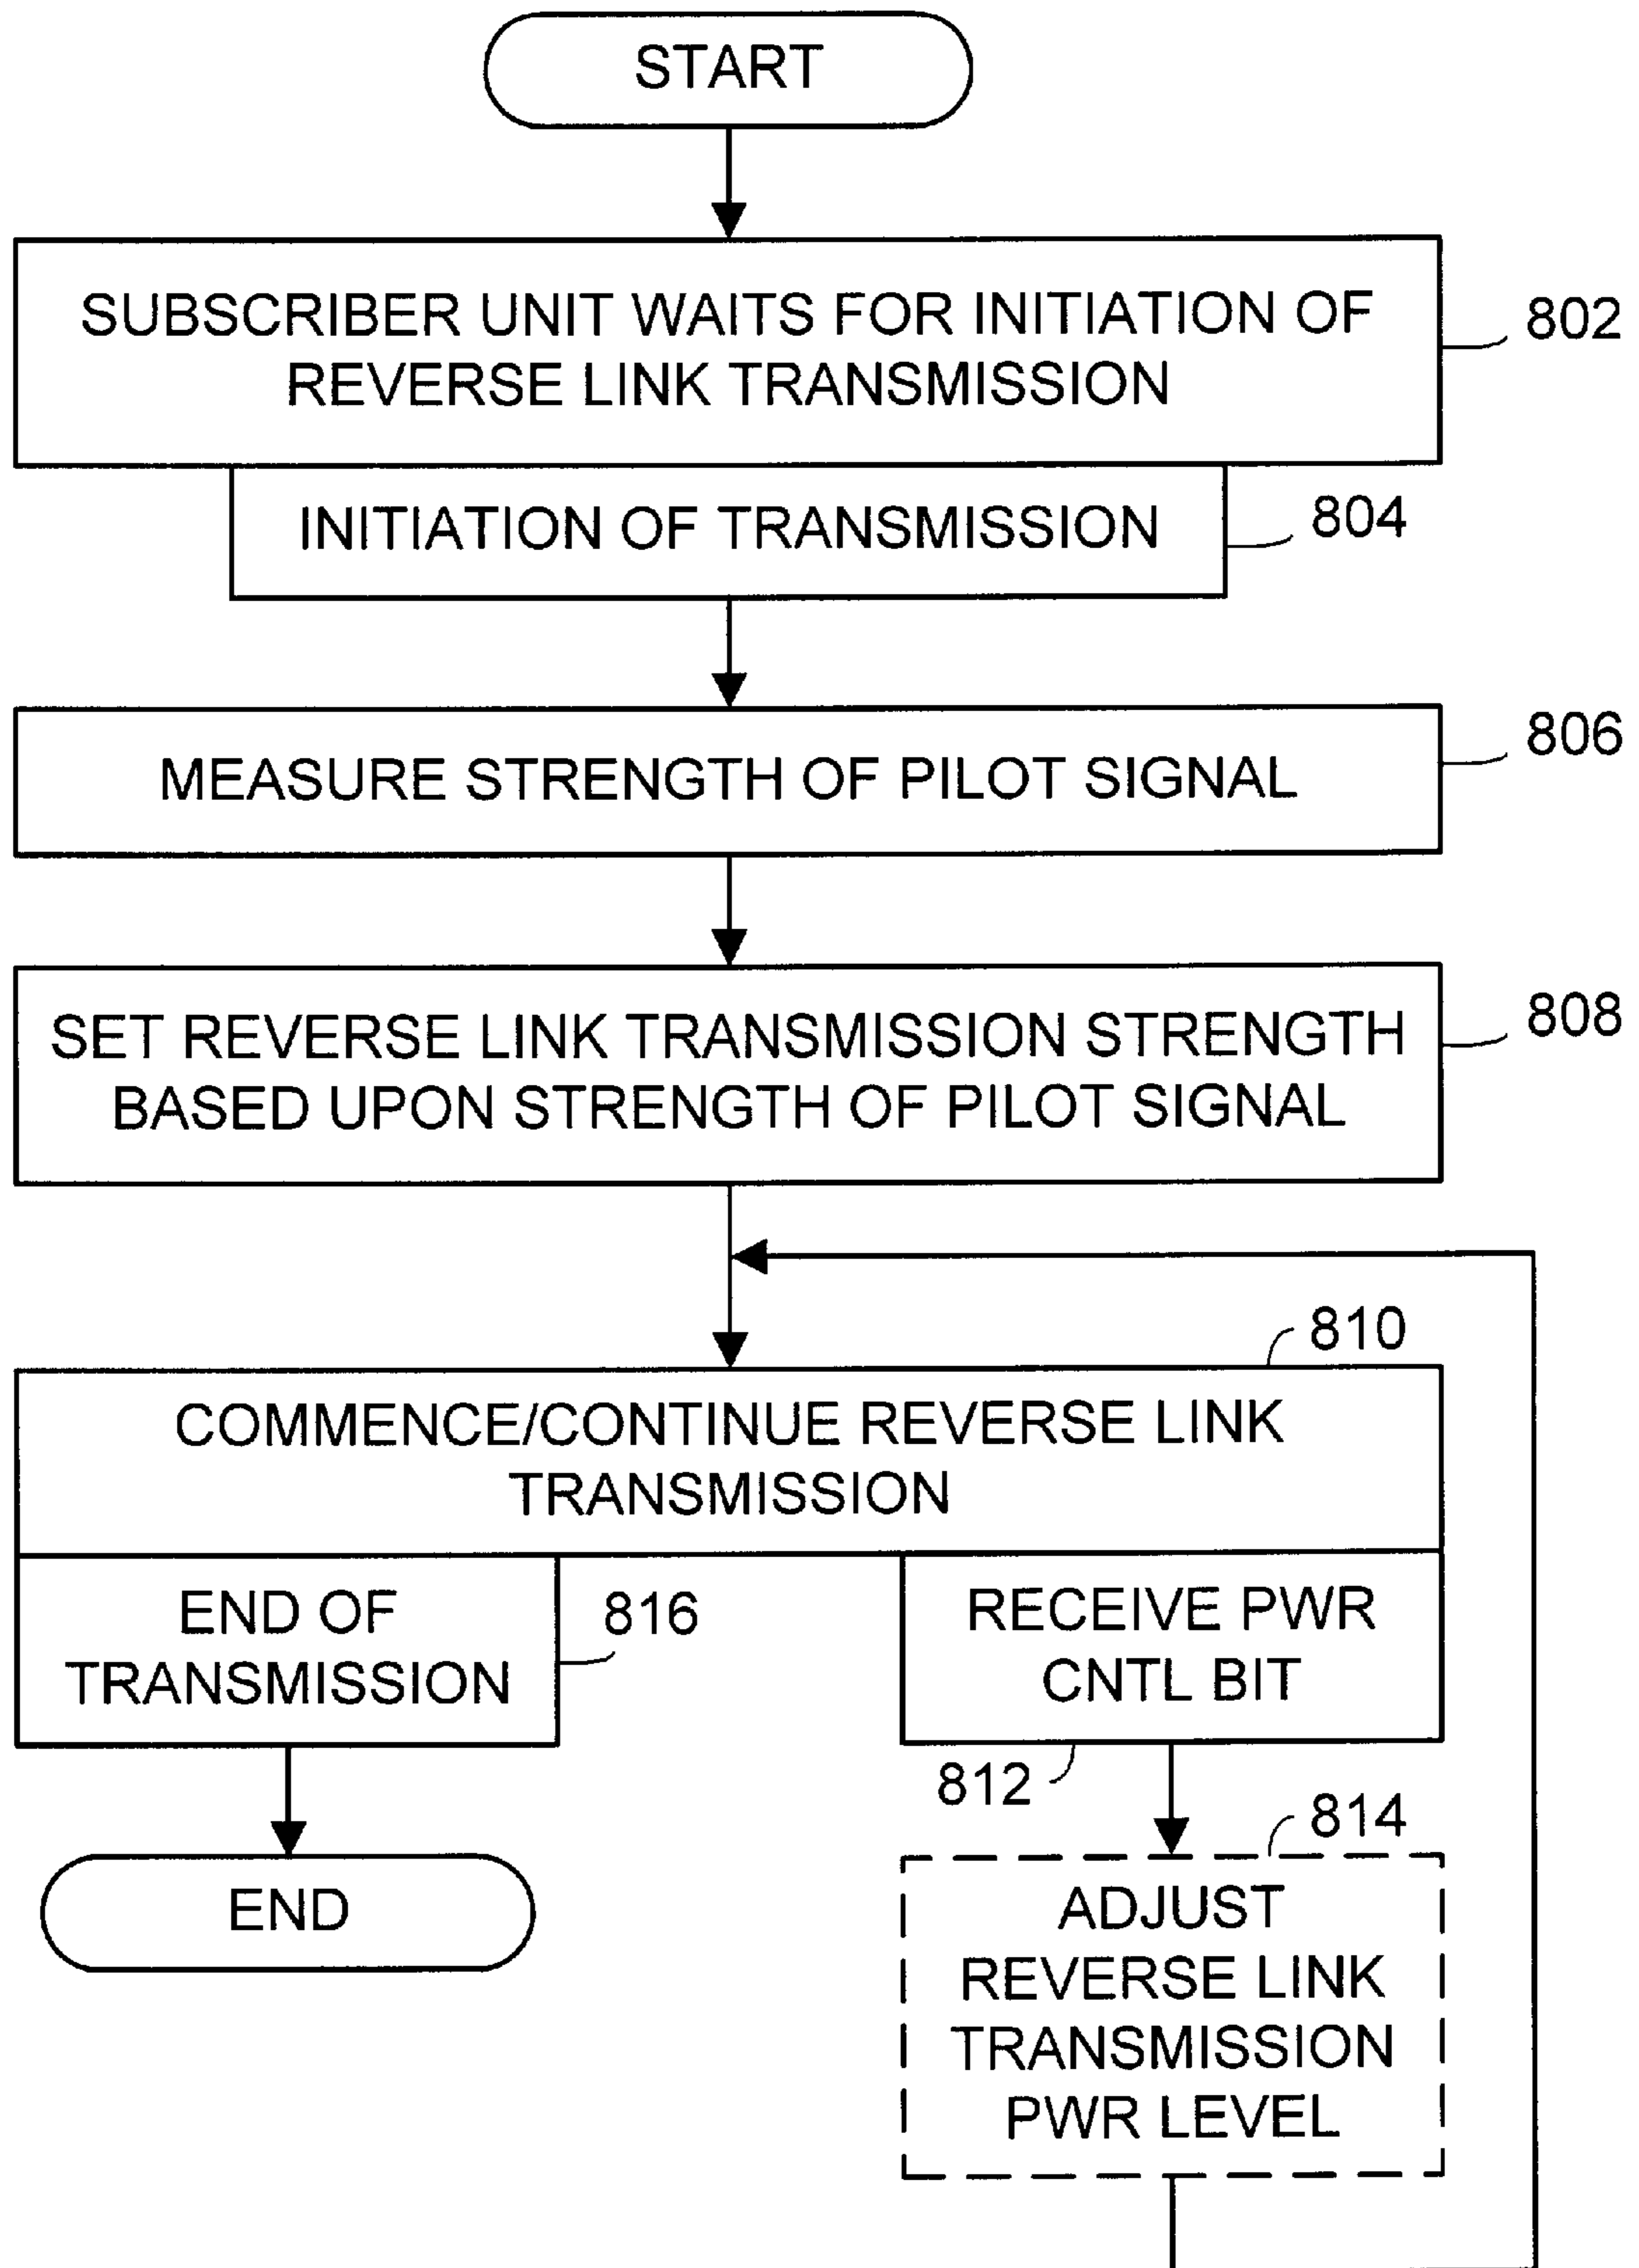 START
SUBSCRIBER UNIT WAITS FOR INITIATION OF
REVERSE LINK TRANSMISSION
802
INITIATION OF TRANSMISSION
804
MEASURE STRENGTH OF PILOT SIGNAL
806
SET REVERSE LINK TRANSMISSION STRENGTH
BASED UPON STRENGTH OF PILOT SIGNAL
808
810
COMMENCE/CONTINUE REVERSE LINK
TRANSMISSION
END OF
TRANSMISSION
816
RECEIVE PWR
CNTL BIT
812
814
END
ADJUST
REVERSE LINK
TRANSMISSION
PWR LEVEL